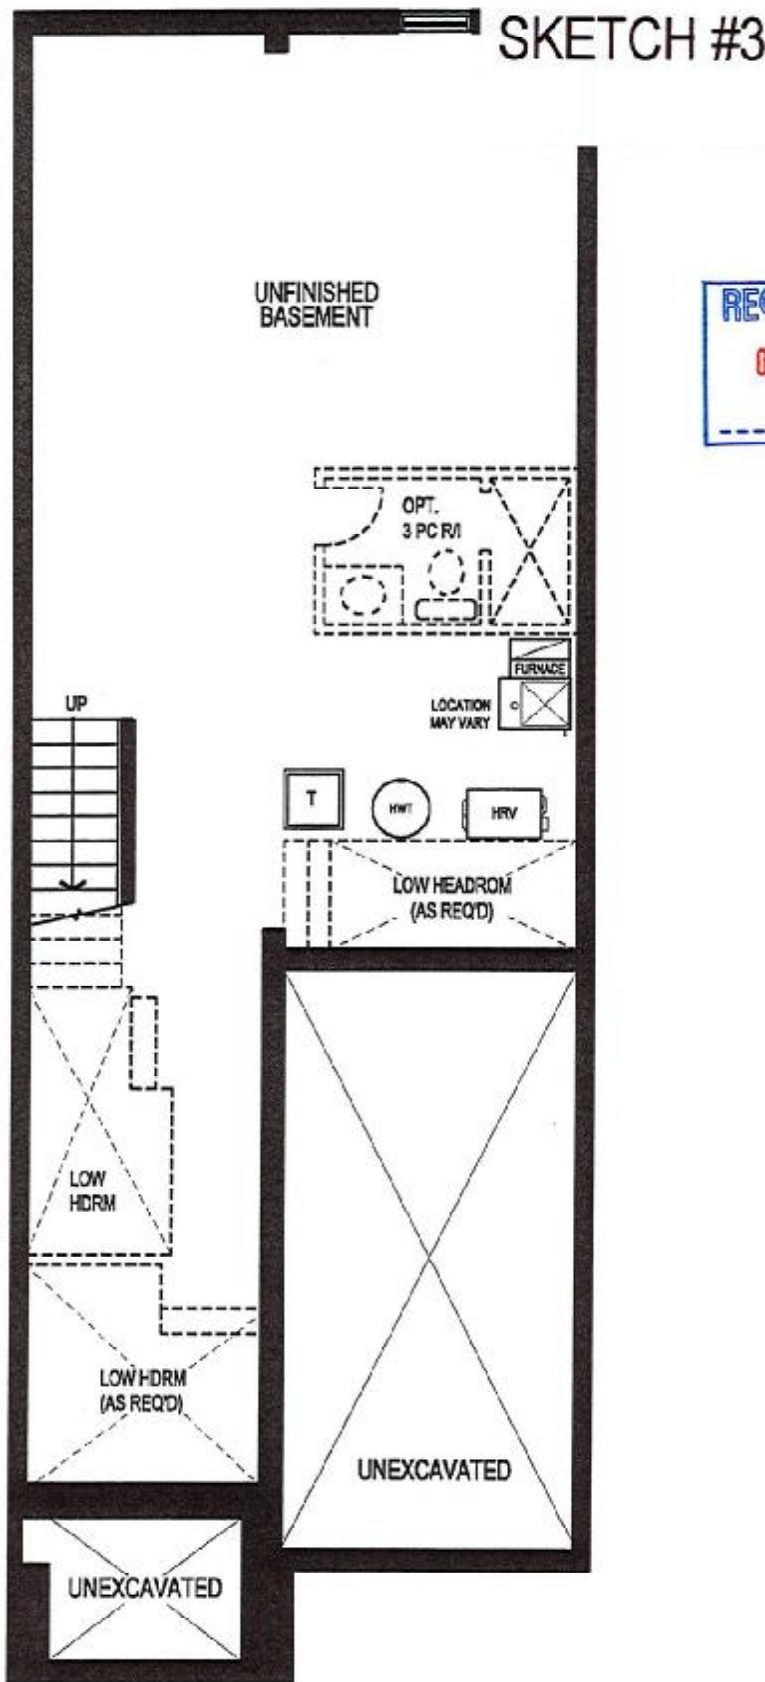 SKETCH #3
UNFINISHED
BASEMENT
OPT.
3 PC R/I
FURNACE
LOCATION
MAY VARY
UP
T
HWT
HRV
LOW HEADROM
(AS REQ'D)
LOW
HDRM
LOW HDRM
(AS REQ'D)
UNEXCAVATED
UNEXCAVATED